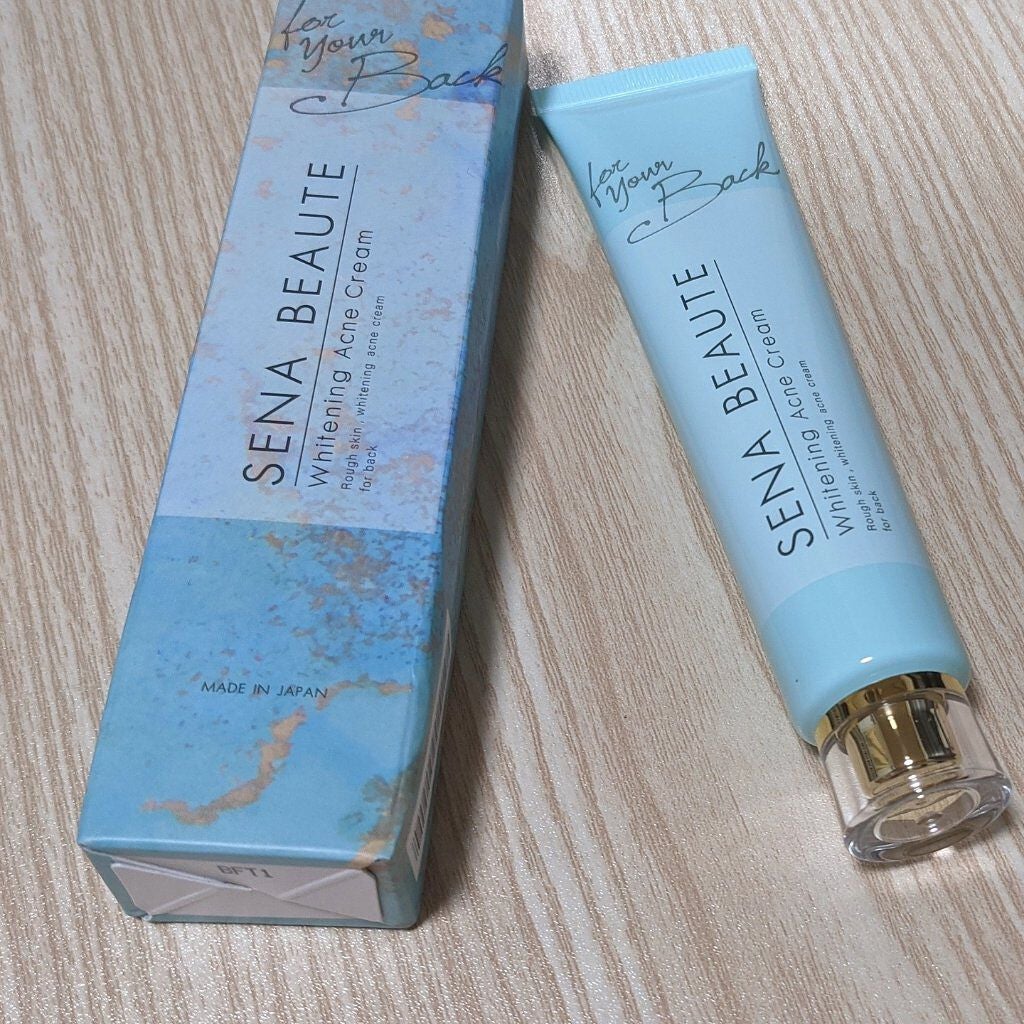 for
Your
Back
SENA BEAUTE
Whitening Acne Cream
Rough skin, whitening acne cream
for back
MADE IN JAPAN
BFT1
for
Your
Back
SENA BEAUTE
Whitening Acne Cream
Rough skin, whitening acne cream
for back